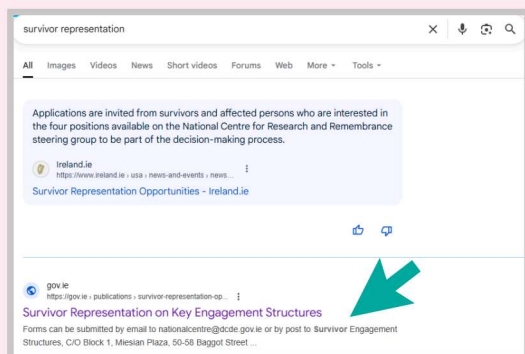 survivor representation
All Images Videos News Short videos Forums Web More Tools
Applications are invited from survivors and affected persons who are interested in
the four positions available on the National Centre for Research and Remembrance
steering group to be part of the decision-making process.
Ireland.ie
https://www.ireland.ie › usa › news-and-events › news...
Survivor Representation Opportunities - Ireland.ie
gov.ie
https://gov.ie › publications › survivor-representation-op...
Survivor Representation on Key Engagement Structures
Forms can be submitted by email to nationalcentre@dcde.gov.ie or by post to Survivor Engagement
Structures, C/O Block 1, Miesian Plaza, 50-58 Baggot Street ...